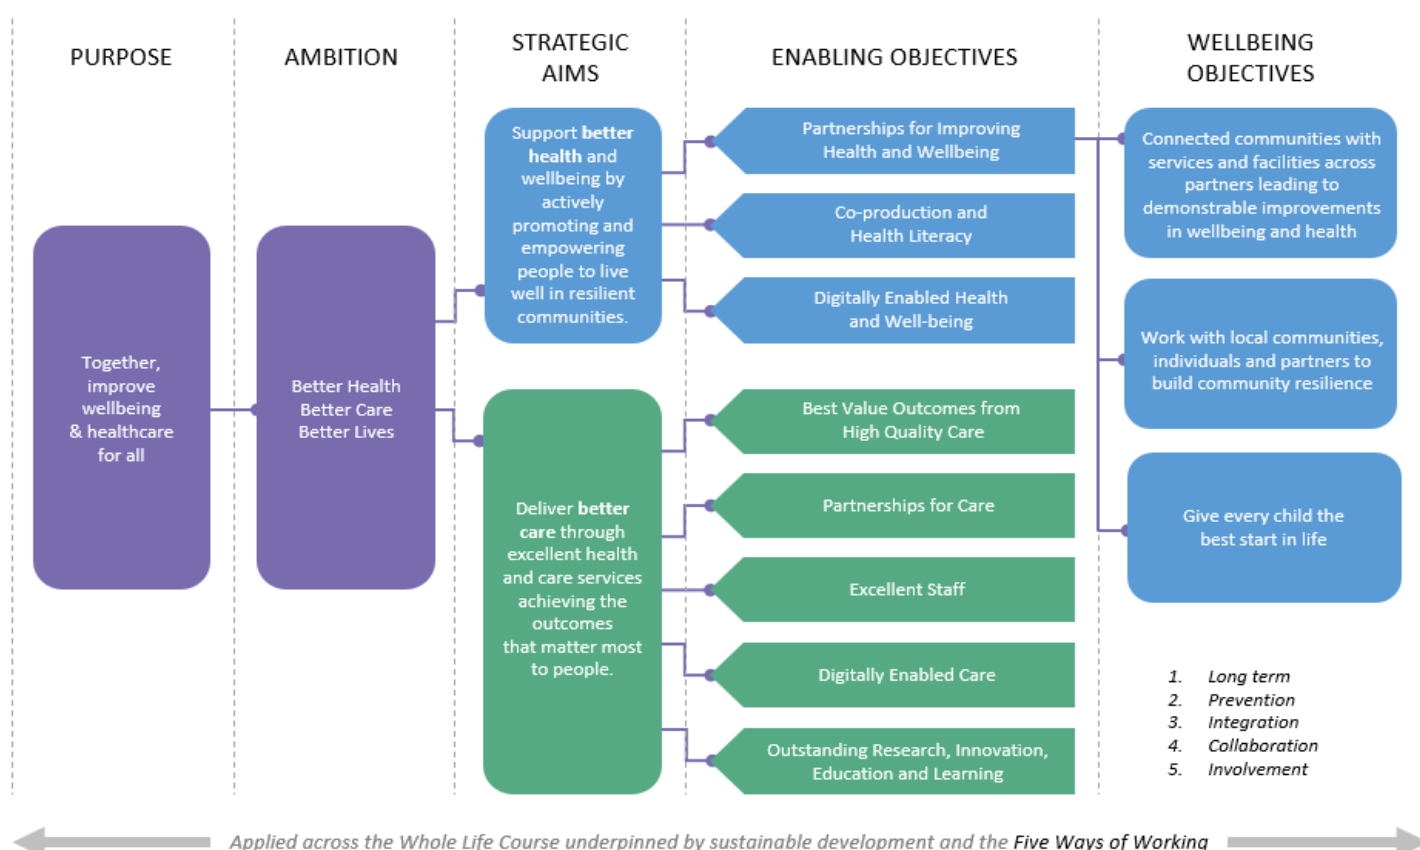 PURPOSE
AMBITION
STRATEGIC
AIMS
ENABLING OBJECTIVES
WELLBEING
OBJECTIVES
Together,
improve
wellbeing
& healthcare
for all
Better Health
Better Care
Better Lives
Support better
health and
wellbeing by
actively
promoting and
empowering
people to live
well in resilient
communities.
Deliver better
care through
excellent health
and care services
achieving the
outcomes
that matter most
to people.
Partnerships for Improving
Health and Wellbeing
Co-production and
Health Literacy
Digitally Enabled Health
and Well-being
Best Value Outcomes from
High Quality Care
Partnerships for Care
Excellent Staff
Digitally Enabled Care
Outstanding Research, Innovation,
Education and Learning
Connected communities with
services and facilities across
partners leading to
demonstrable improvements
in wellbeing and health
Work with local communities,
individuals and partners to
build community resilience
Give every child the
best start in life
1. Long term
2. Prevention
3. Integration
4. Collaboration
5. Involvement
Applied across the Whole Life Course underpinned by sustainable development and the Five Ways of Working